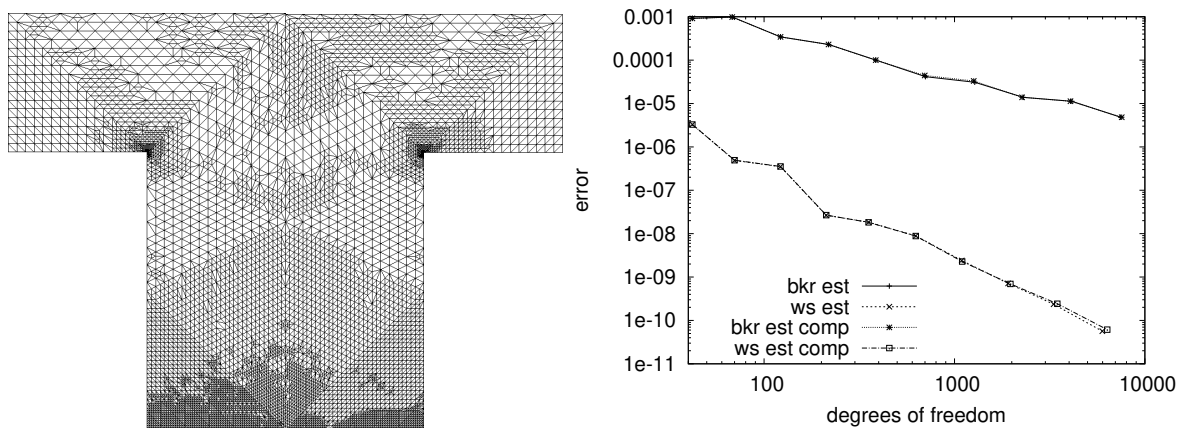 0.001
0.0001
1e-05
1e-06
1e-07
1e-08
1e-09
1e-10
1e-11
error
bkr est
ws est
bkr est comp
ws est comp
100 1000 10000
degrees of freedom